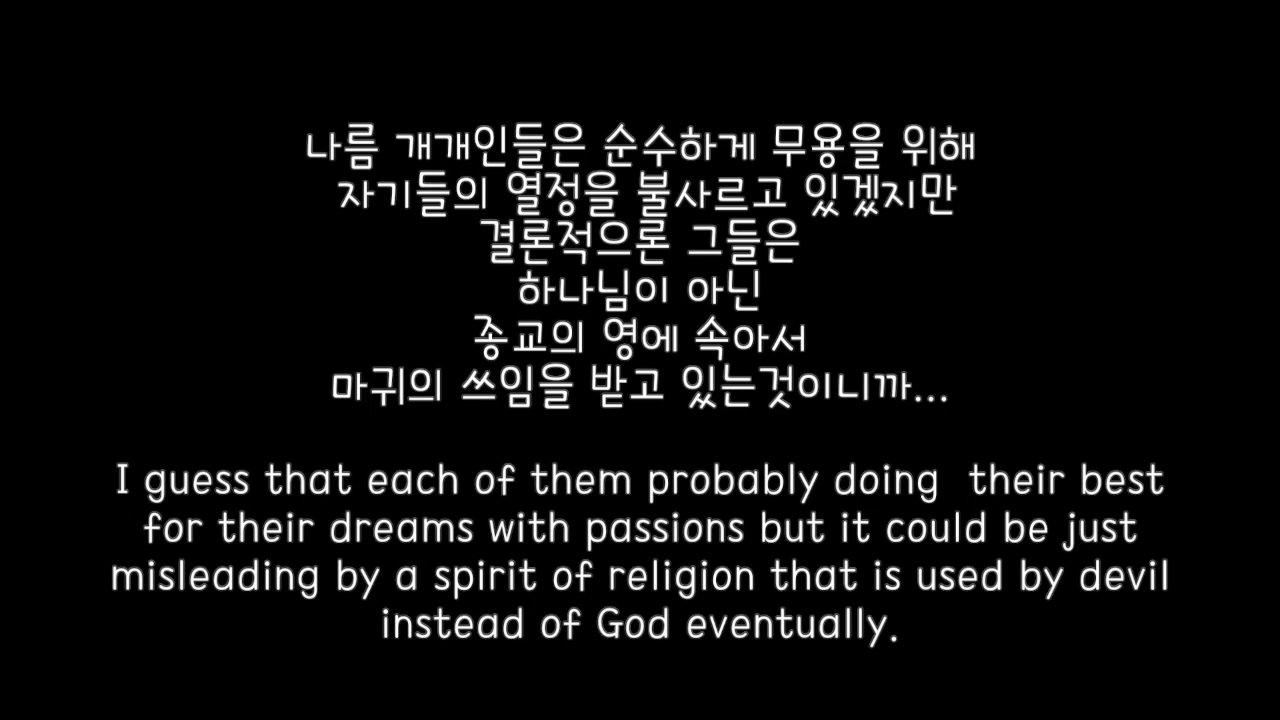 나름 개개인들은 순수하게 무용을 위해
자기들의 열정을 불사르고 있겠지만
결론적으론 그들은
하나님이 아닌
종교의 영에 속아서
마귀의 쓰임을 받고 있는것이니까...
I guess that each of them probably doing  their best
for their dreams with passions but it could be just
misleading by a spirit of religion that is used by devil
instead of God eventually.